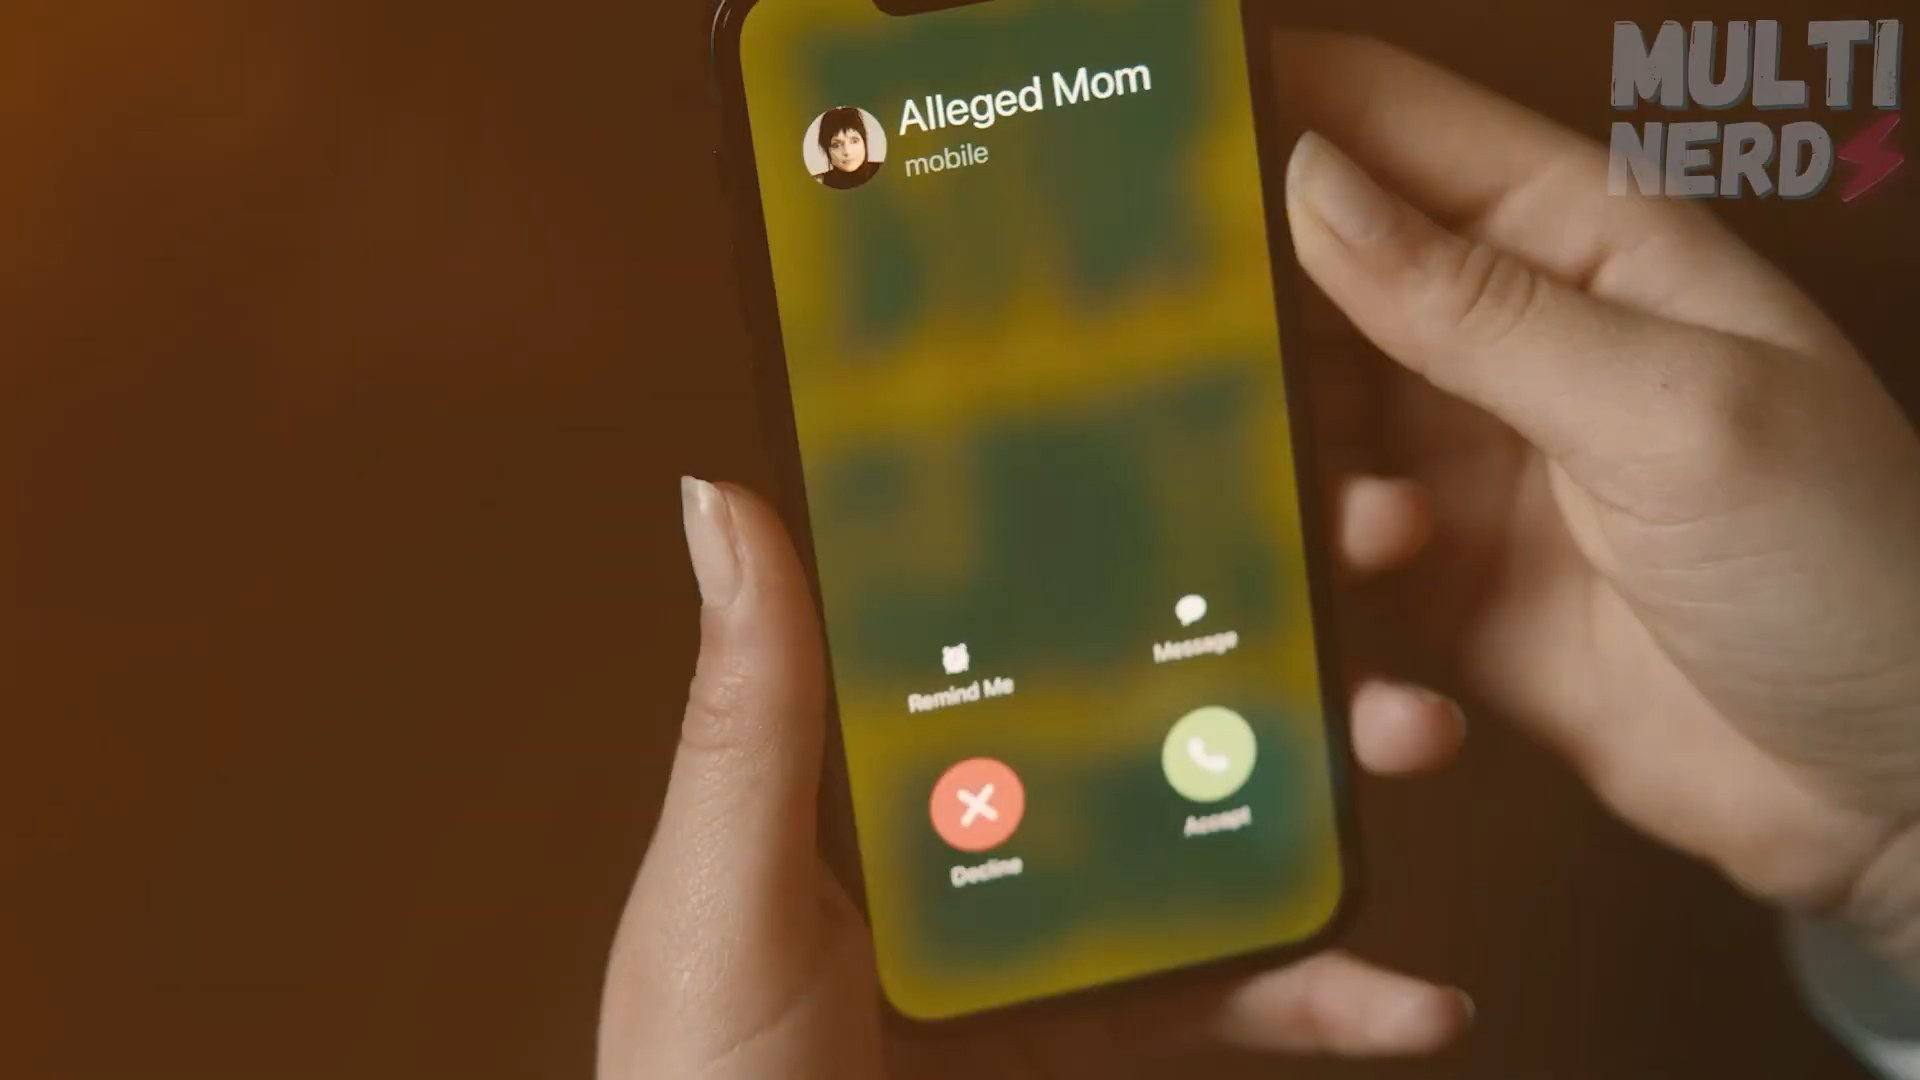 MULTI
NERD
Alleged Mom
mobile
Message
Remind Me
Accept
Decline